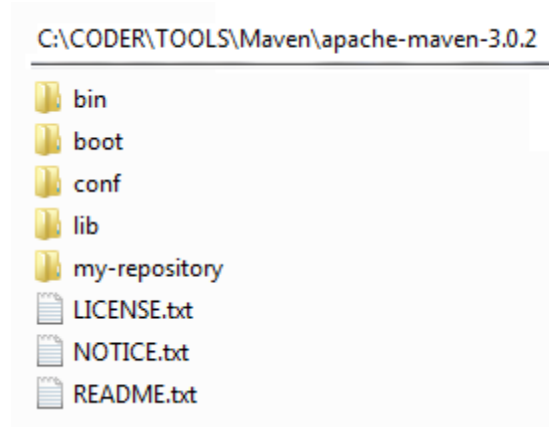 C:\CODER\TOOLS\Maven\apache-maven-3.0.2
bin
boot
conf
lib
my-repository
LICENSE.txt
NOTICE.txt
README.txt